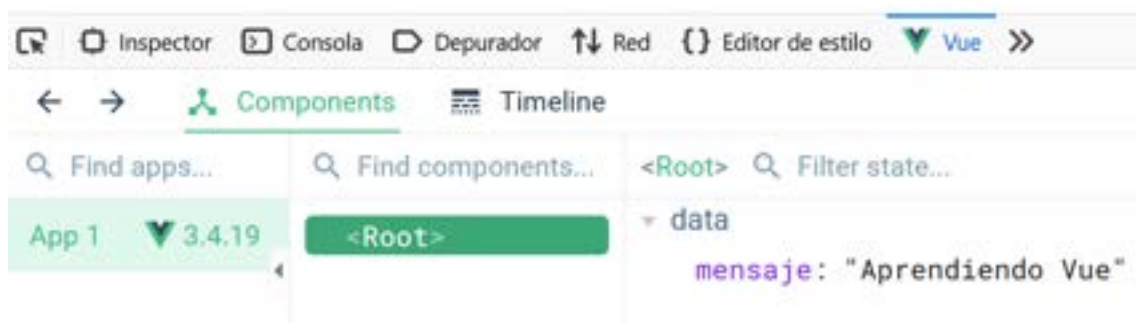 Inspector Consola Depurador Red {} Editor de estilo Vue
Components Timeline
Find apps... Find components... <Root> Filter state...
App 1 3.4.19 <Root> data
mensaje: "Aprendiendo Vue"